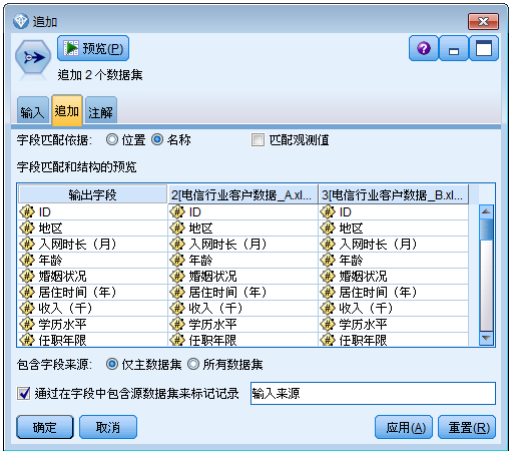 追加
预览(P)
追加 2 个数据集
输入 追加 注解
字段匹配依据: 位置 名称 匹配观测值
字段匹配和结构的预览
输出字段 2[电信行业客户数据_A.xl... 3[电信行业客户数据_B.xl...
ID ID ID
地区 地区 地区
入网时长（月） 入网时长（月） 入网时长（月）
年龄 年龄 年龄
婚姻状况 婚姻状况 婚姻状况
居住时间（年） 居住时间（年） 居住时间（年）
收入（千） 收入（千） 收入（千）
学历水平 学历水平 学历水平
任职年限 任职年限 任职年限
包含字段来源: 仅主数据集 所有数据集
通过在字段中包含源数据集来标记记录 输入来源
确定 取消 应用(A) 重置(R)